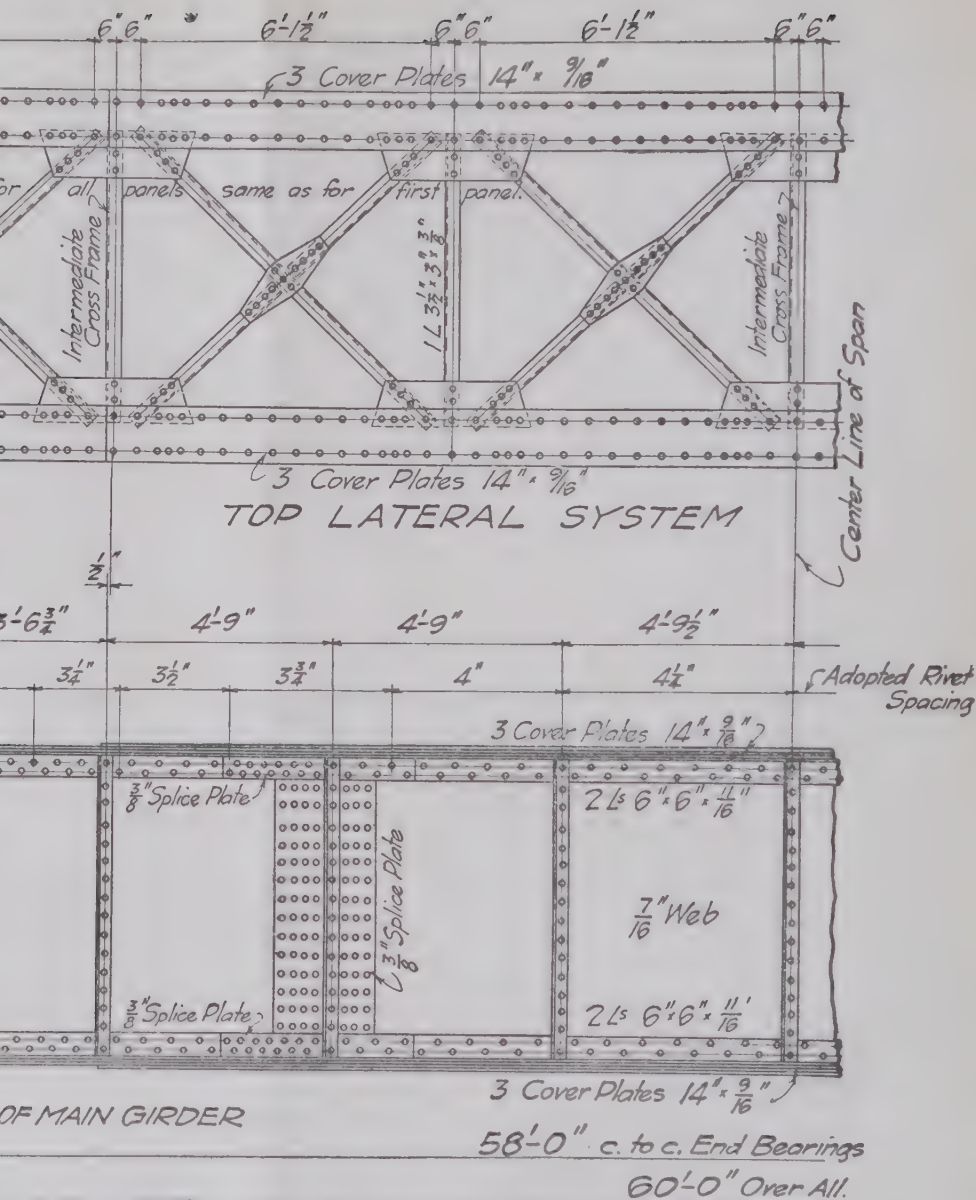 6" 6" 6'-1½" 6" 6" 6'-1½" 6" 6"
3 Cover Plates 14" × 9/16"
for all panels same as for first panel.
Intermediate
Cross Frame
1 L 3½" × 3" × 3/8"
Intermediate
Cross Frame
Center Line of Span
3 Cover Plates 14" × 9/16"
TOP LATERAL SYSTEM
½"
3'-6¾" 4'-9" 4'-9" 4'-9½"
3¼" 3½" 3¾" 4" 4¼"
Adopted Rivet
Spacing
3 Cover Plates 14" × 9/16"
3/8" Splice Plate
2 Ls 6" × 6" × 11/16"
3/8" Splice Plate
7/16" Web
3/8" Splice Plate
2 Ls 6" × 6" × 11/16"
3 Cover Plates 14" × 9/16"
OF MAIN GIRDER
58'-0" c. to c. End Bearings
60'-0" Over All.